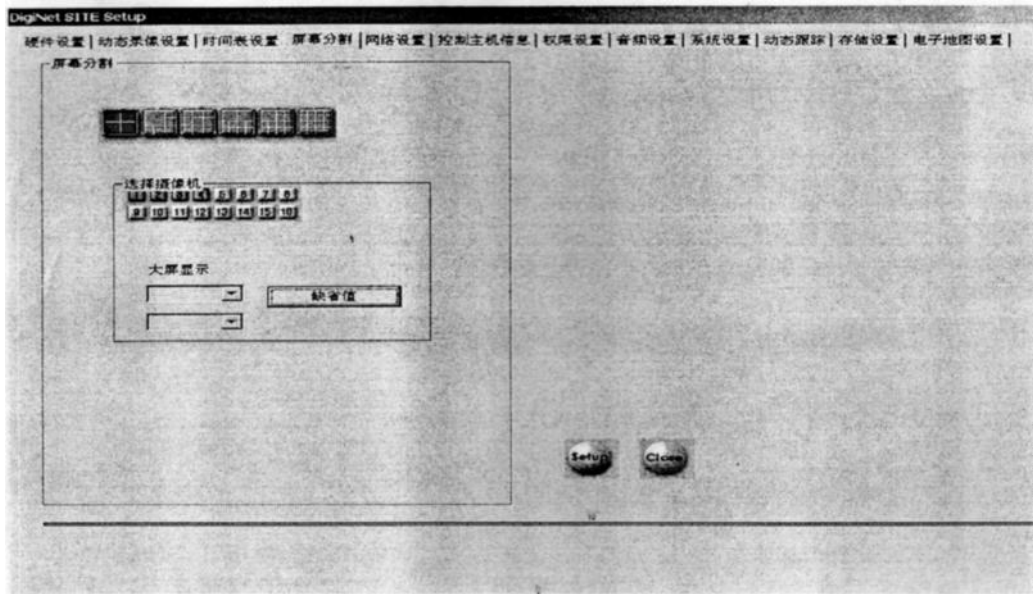 DigiNet SITE Setup
硬件设置 | 动态录像设置 | 时间表设置 屏幕分割 | 网络设置 | 控制主机信息 | 权限设置 | 音频设置 | 系统设置 | 动态跟踪 | 存储设置 | 电子地图设置 |
屏幕分割
选择摄像机
1 2 3 4 5 6 7 8
9 10 11 12 13 14 15 16
大屏显示
缺省值
Setup Close